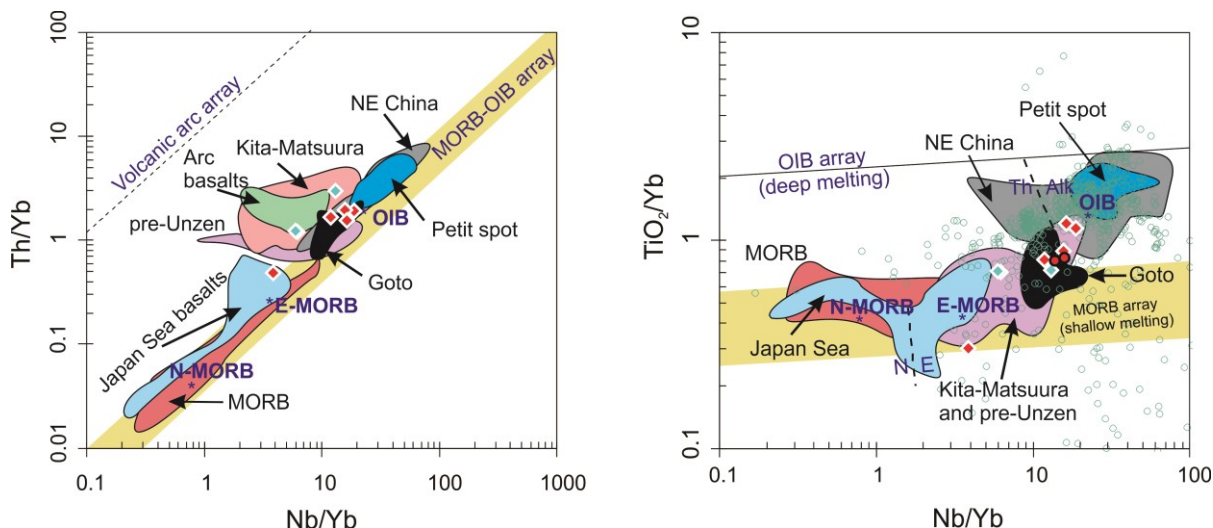 100
10
1
0.1
0.01
Th/Yb
0.1
1
10
100
1000
Nb/Yb
Volcanic arc array
MORB-OIB array
NE China
Kita-Matsuura
Arc
basalts
pre-Unzen
*OIB
Petit spot
Goto
Japan Sea basalts
*E-MORB
N-MORB
*
MORB
10
1
0.1
TiO₂/Yb
0.1
1
10
100
Nb/Yb
Petit spot
NE China
OIB array
(deep melting)
Th Alk
OIB
*
MORB
Goto
N-MORB
*
E-MORB
*
MORB array
(shallow melting)
Japan Sea
N E
Kita-Matsuura
and pre-Unzen